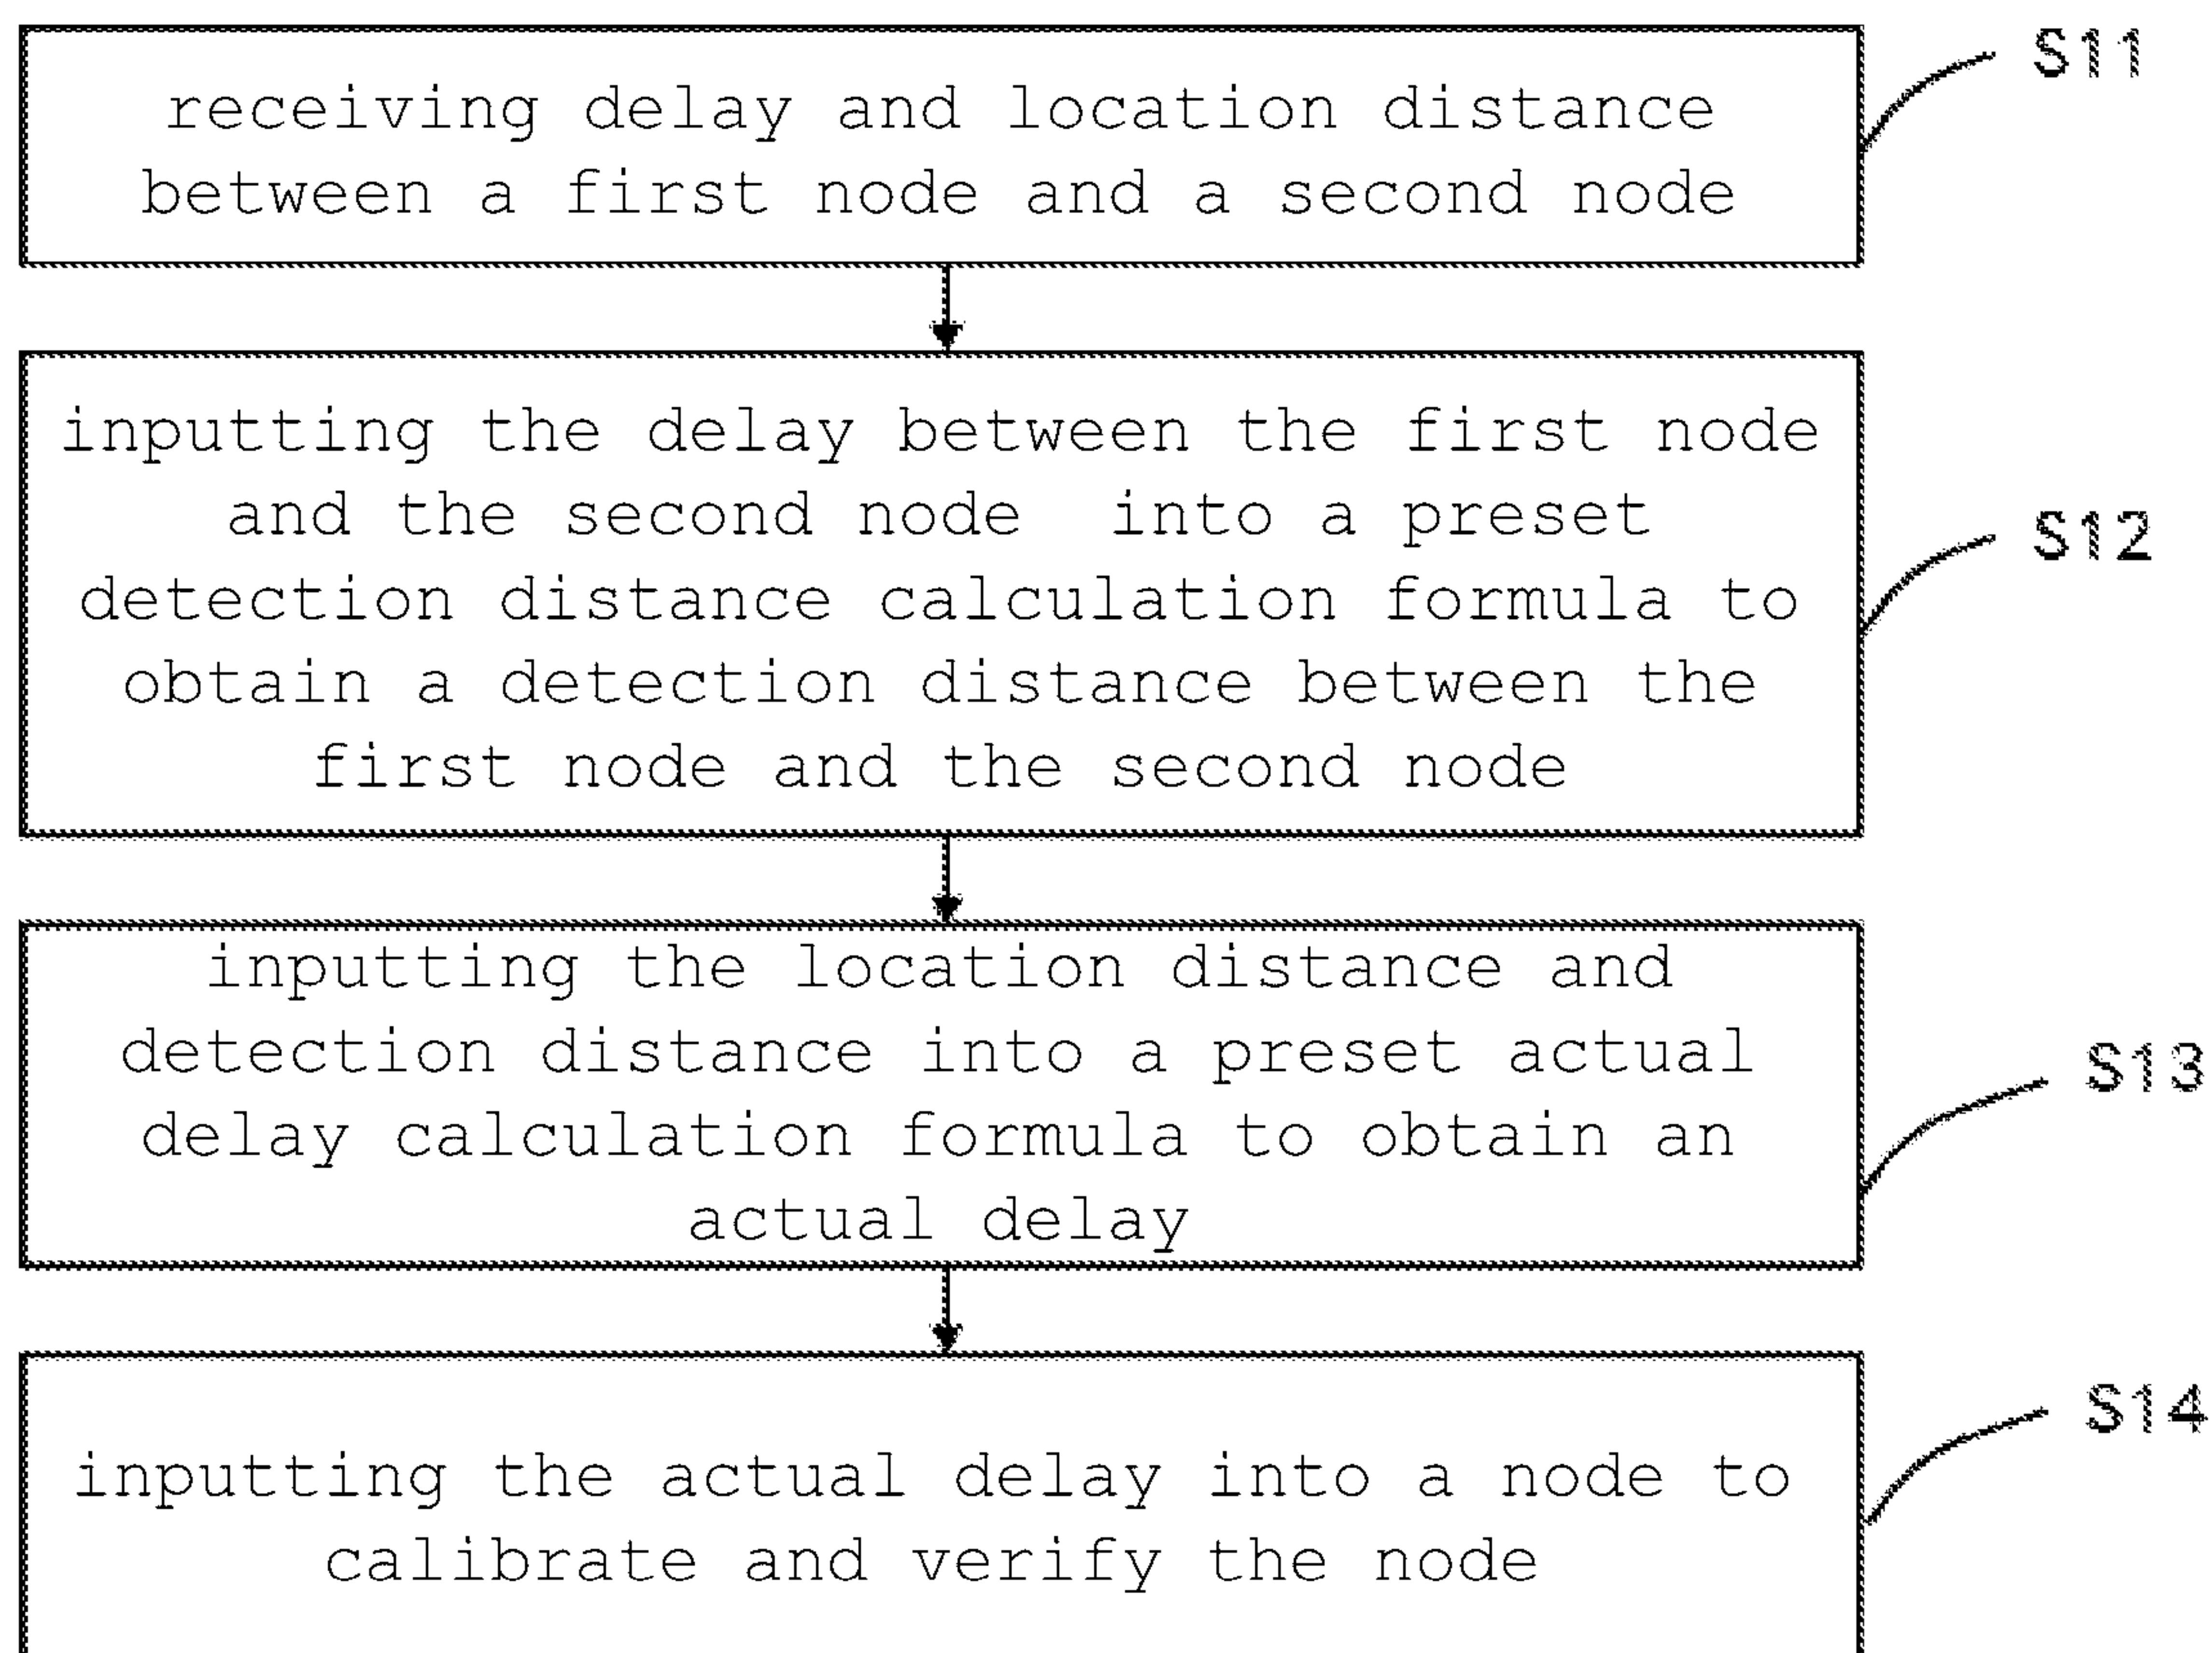 receiving delay and location distance
between a first node and a second node
S11
inputting the delay between the first node
and the second node into a preset
detection distance calculation formula to
obtain a detection distance between the
first node and the second node
S12
inputting the location distance and
detection distance into a preset actual
delay calculation formula to obtain an
actual delay
S13
inputting the actual delay into a node to
calibrate and verify the node
S14